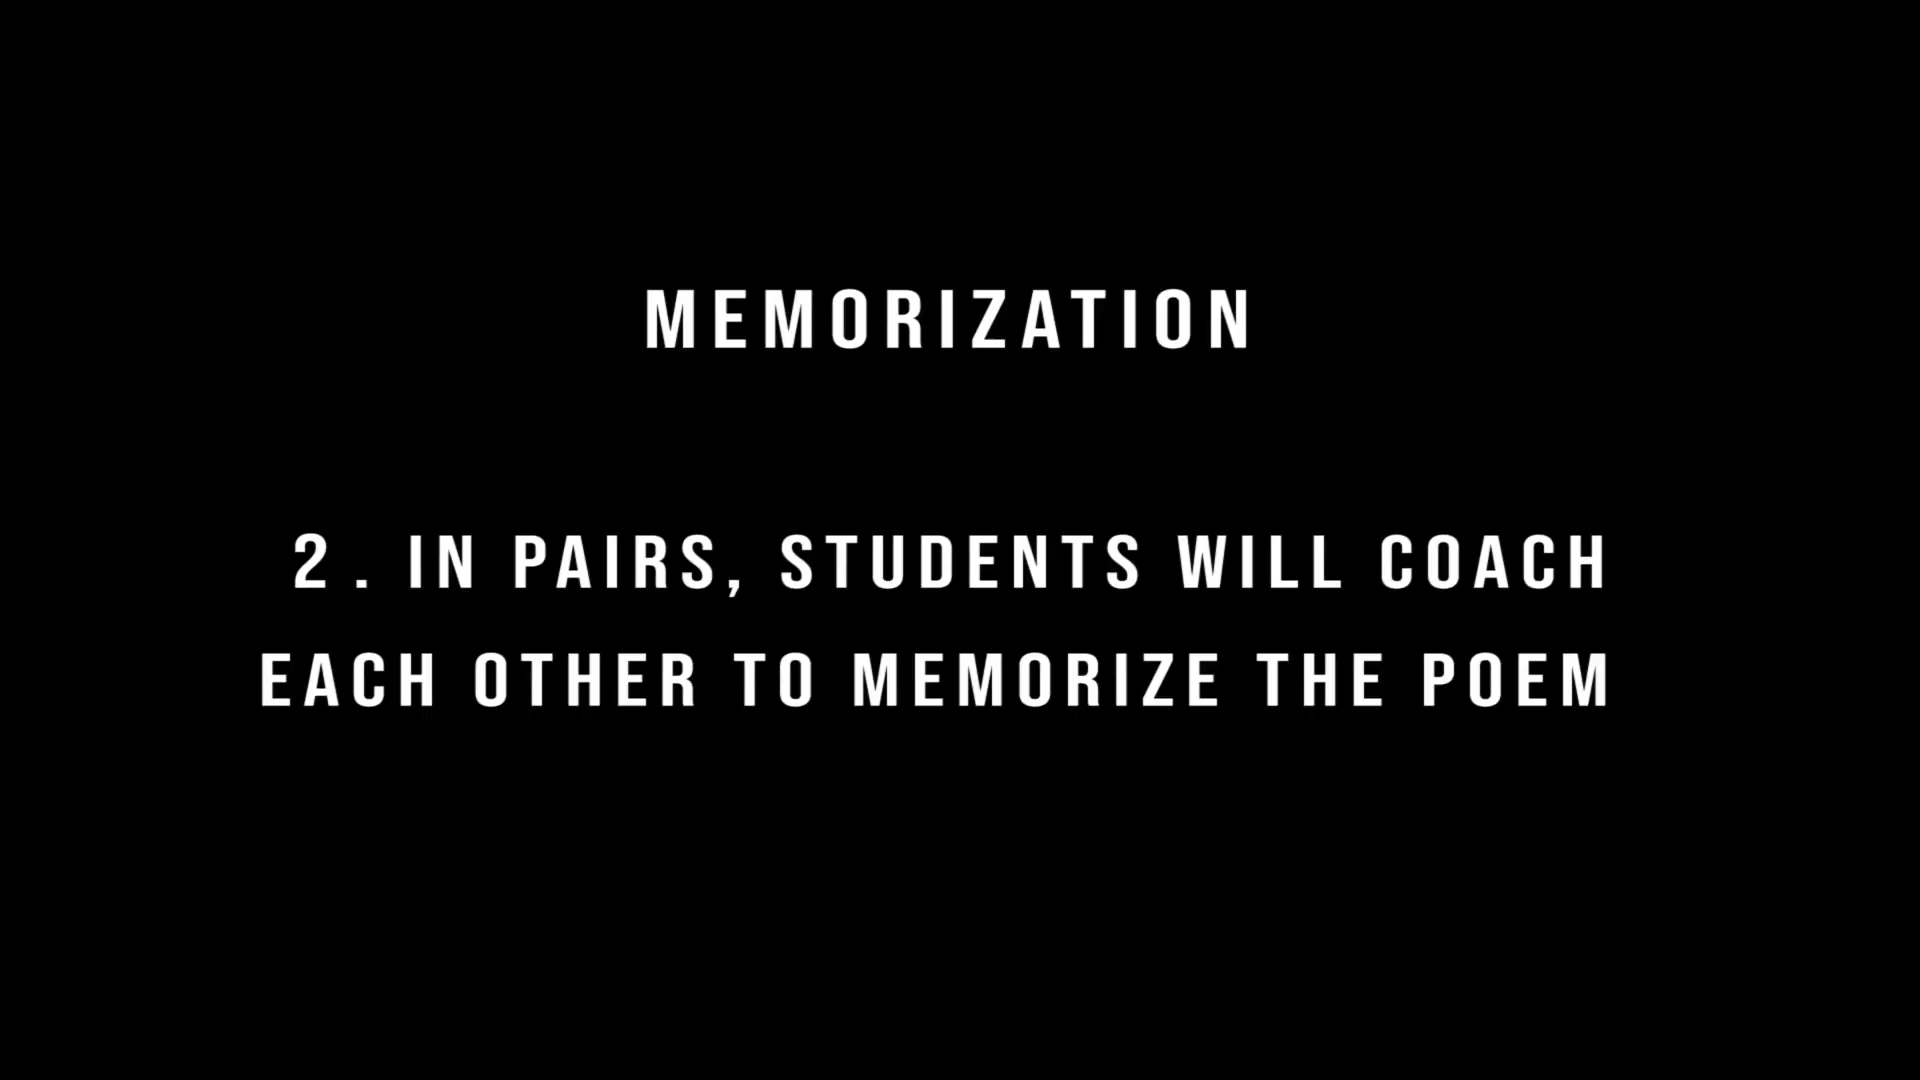 MEMORIZATION
2. IN PAIRS, STUDENTS WILL COACH
EACH OTHER TO MEMORIZE THE POEM